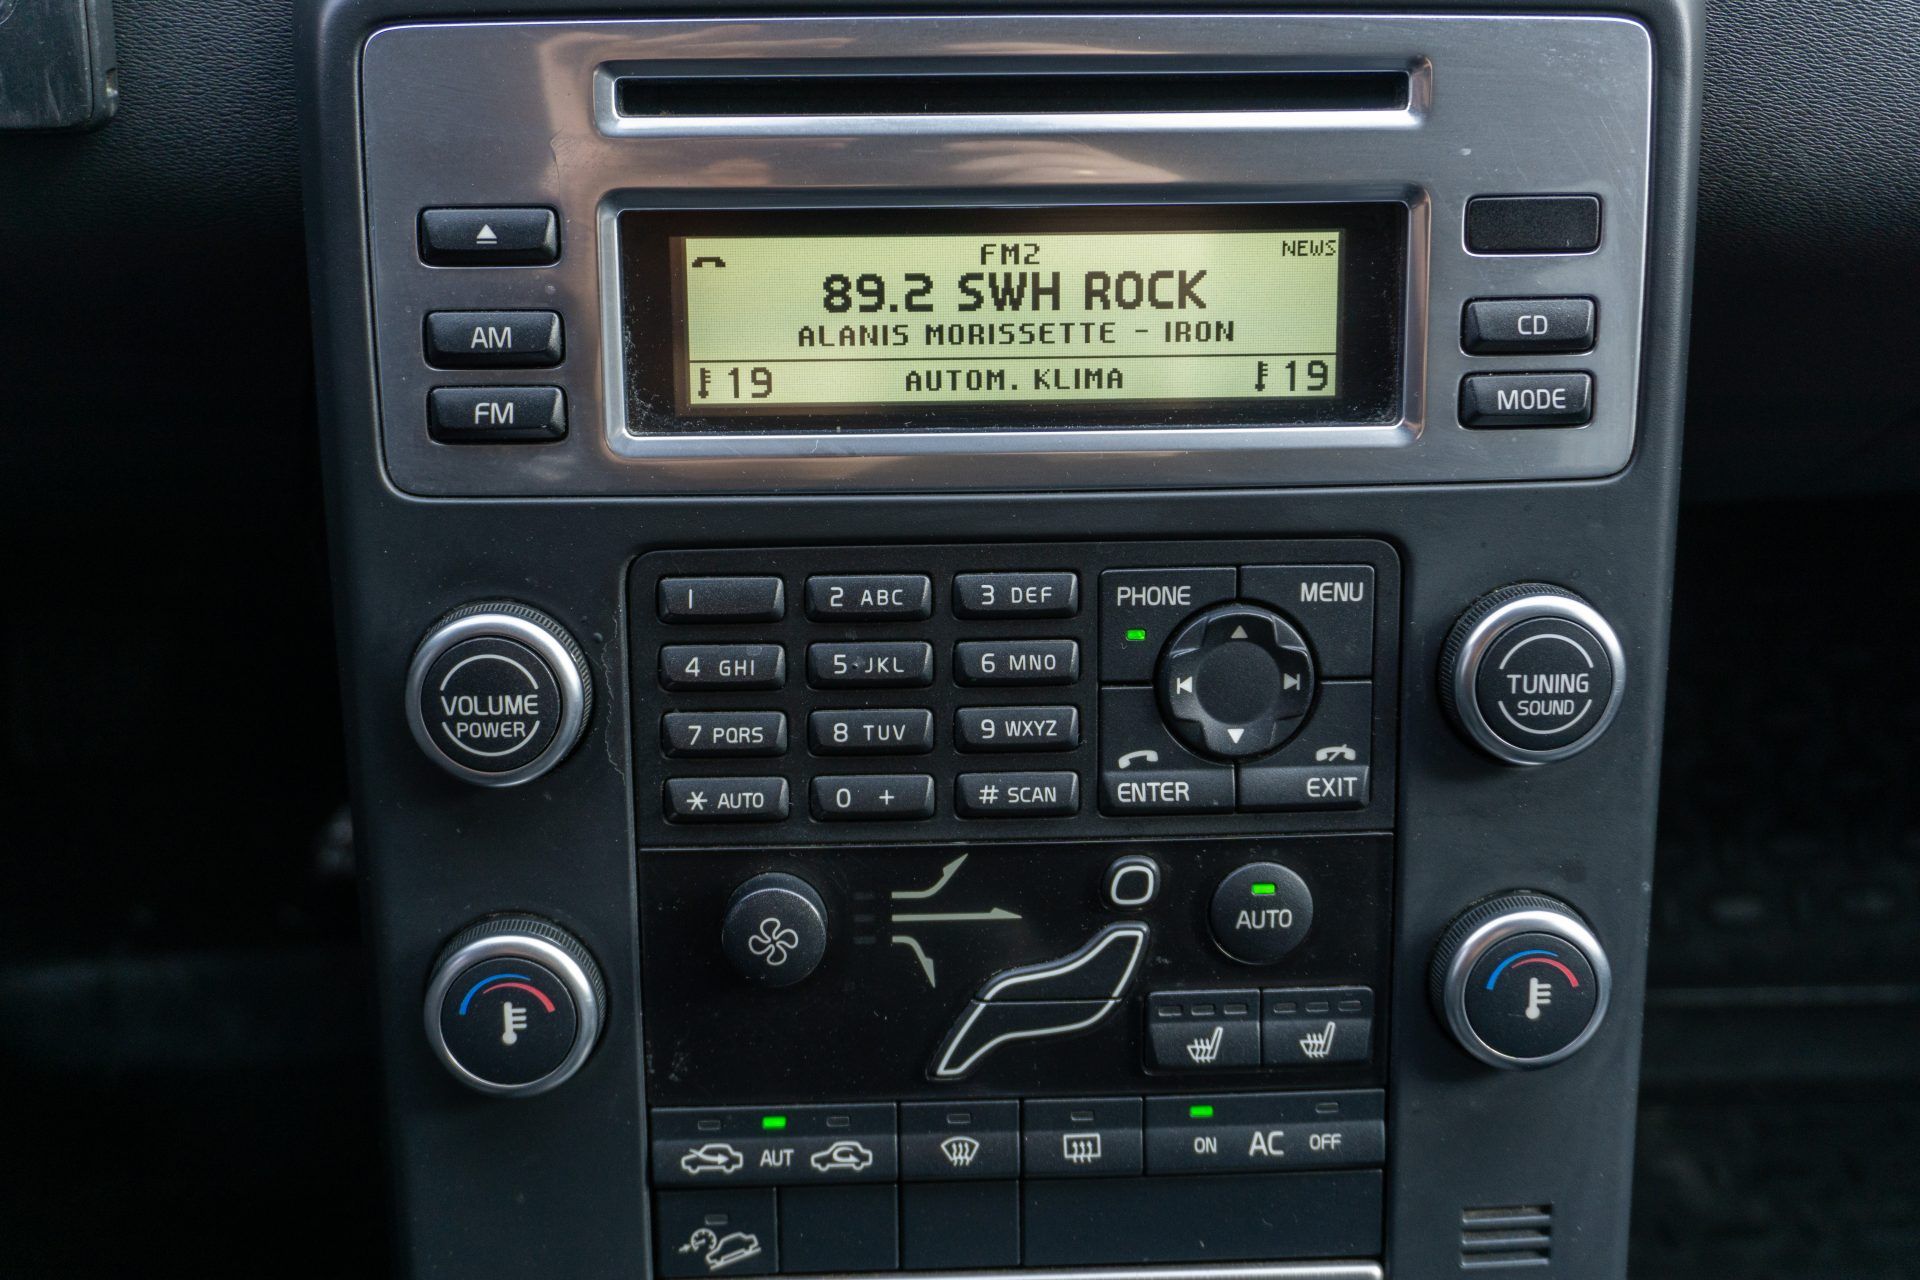 FM2
NEWS
89.2 SWH ROCK
ALANIS MORISSETTE - IRON
19 AUTOM. KLIMA 19
AM
FM
CD
MODE
1 2 ABC 3 DEF
4 GHI 5 JKL 6 MNO
7 PQRS 8 TUV 9 WXYZ
* AUTO 0 + # SCAN
PHONE MENU
ENTER EXIT
VOLUME
POWER
TUNING
SOUND
AUTO
AUT
ON AC OFF